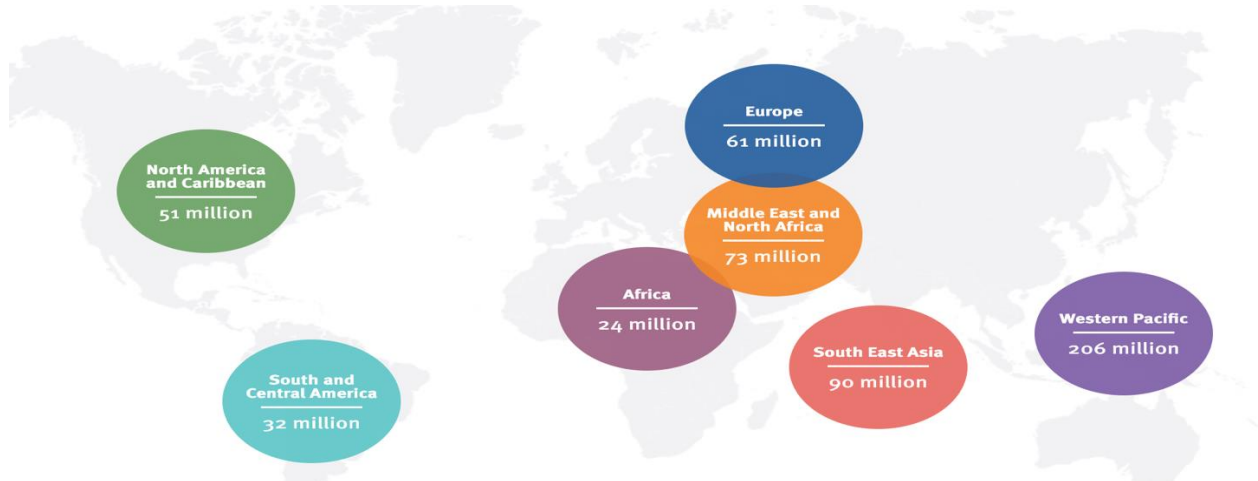 Europe
61 million
North America
and Caribbean
51 million
Middle East and
North Africa
73 million
Africa
24 million
Western Pacific
206 million
South East Asia
90 million
South and
Central America
32 million